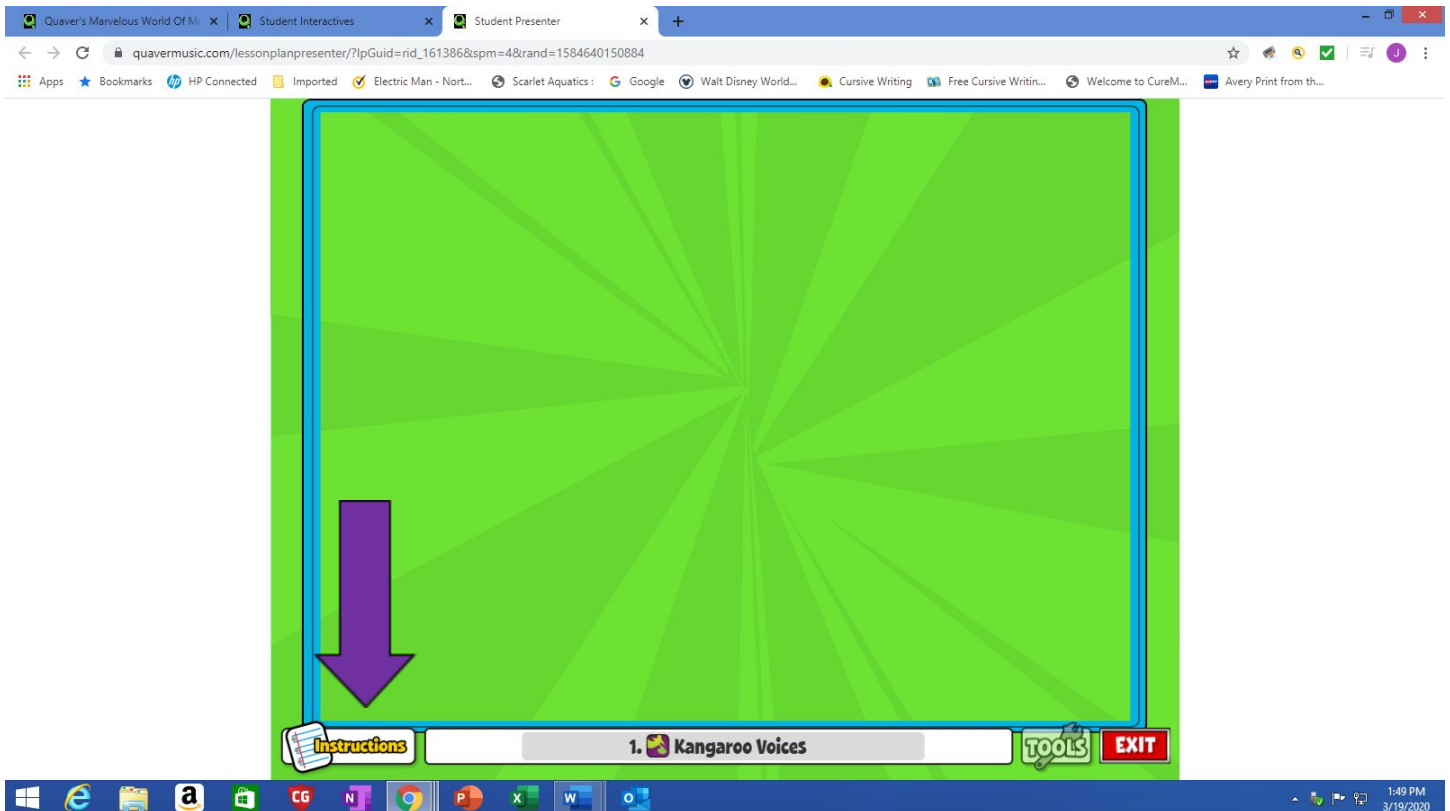 Quaver's Marvelous World Of Mu
Student Interactives
Student Presenter
quavermusic.com/lessonplanpresenter/?lpGuid=rid_161386&spm=4&rand=1584640150884
J
Apps
Bookmarks
HP Connected
Imported
Electric Man - Nort...
Scarlet Aquatics :
Google
Walt Disney World...
Cursive Writing
Free Cursive Writin...
Welcome to CureM...
Avery Print from th...
Instructions
1. Kangaroo Voices
TOOLS
EXIT
1:49 PM
3/19/2020